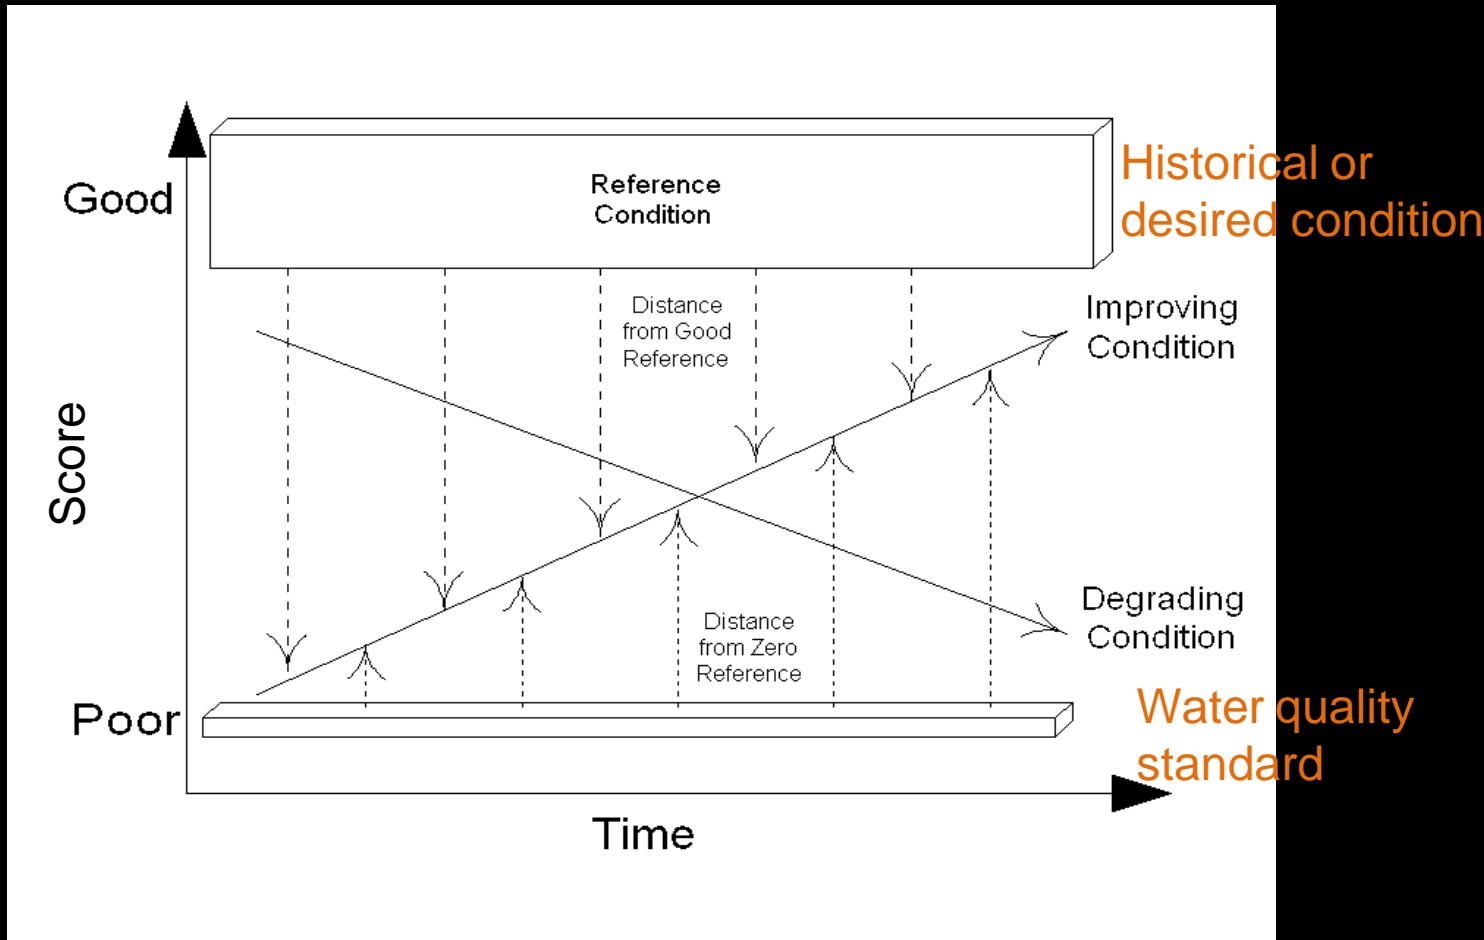 Good
Reference
Condition
Historical or
desired condition
Distance
from Good
Reference
Improving
Condition
Score
Distance
from Zero
Reference
Degrading
Condition
Poor
Water quality
standard
Time